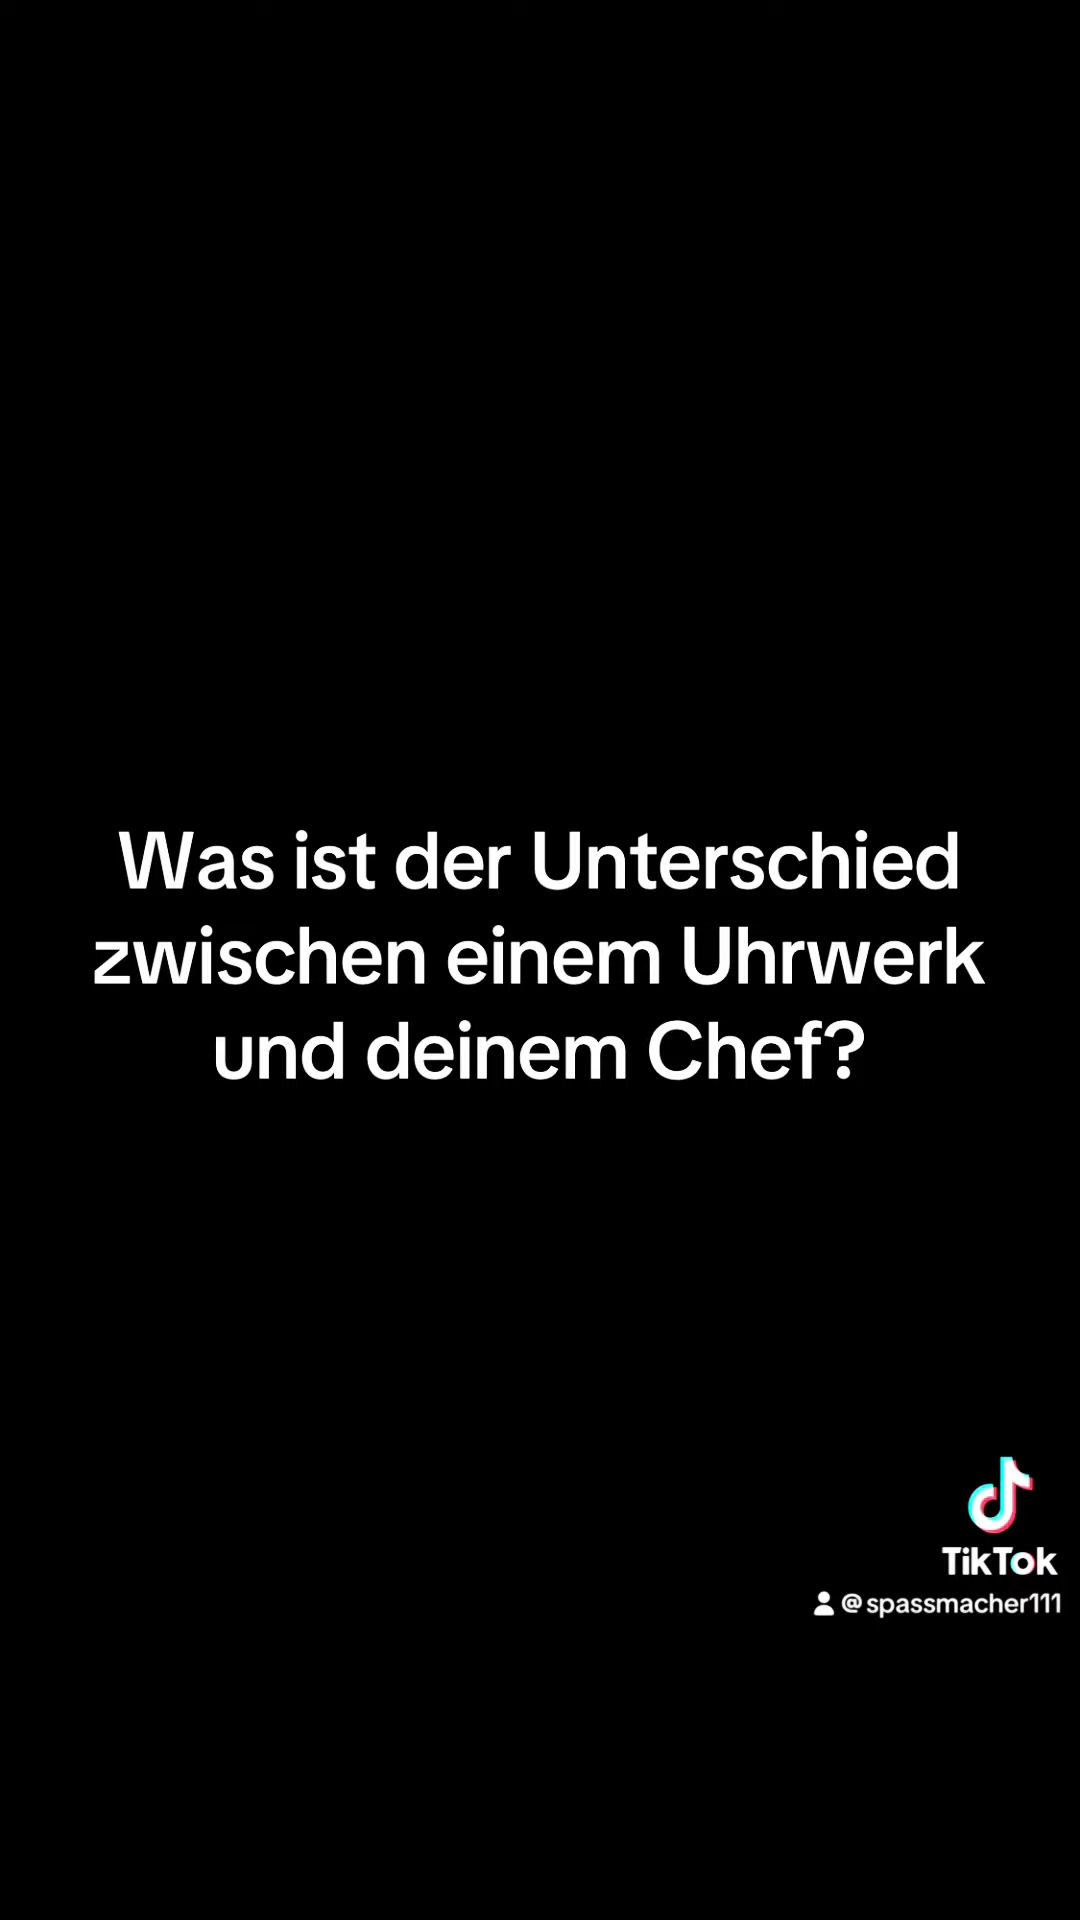 Was ist der Unterschied
zwischen einem Uhrwerk
und deinem Chef?
TikTok
@spassmacher111